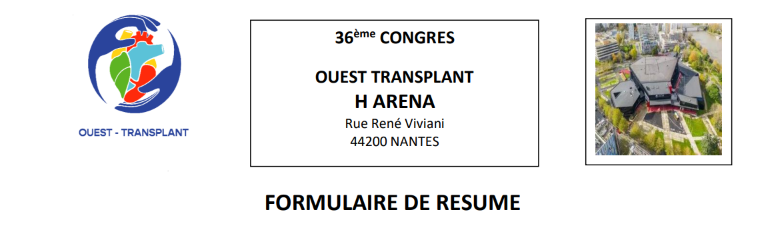 OUEST - TRANSPLANT
36ème CONGRES
OUEST TRANSPLANT
H ARENA
Rue René Viviani
44200 NANTES
FORMULAIRE DE RESUME